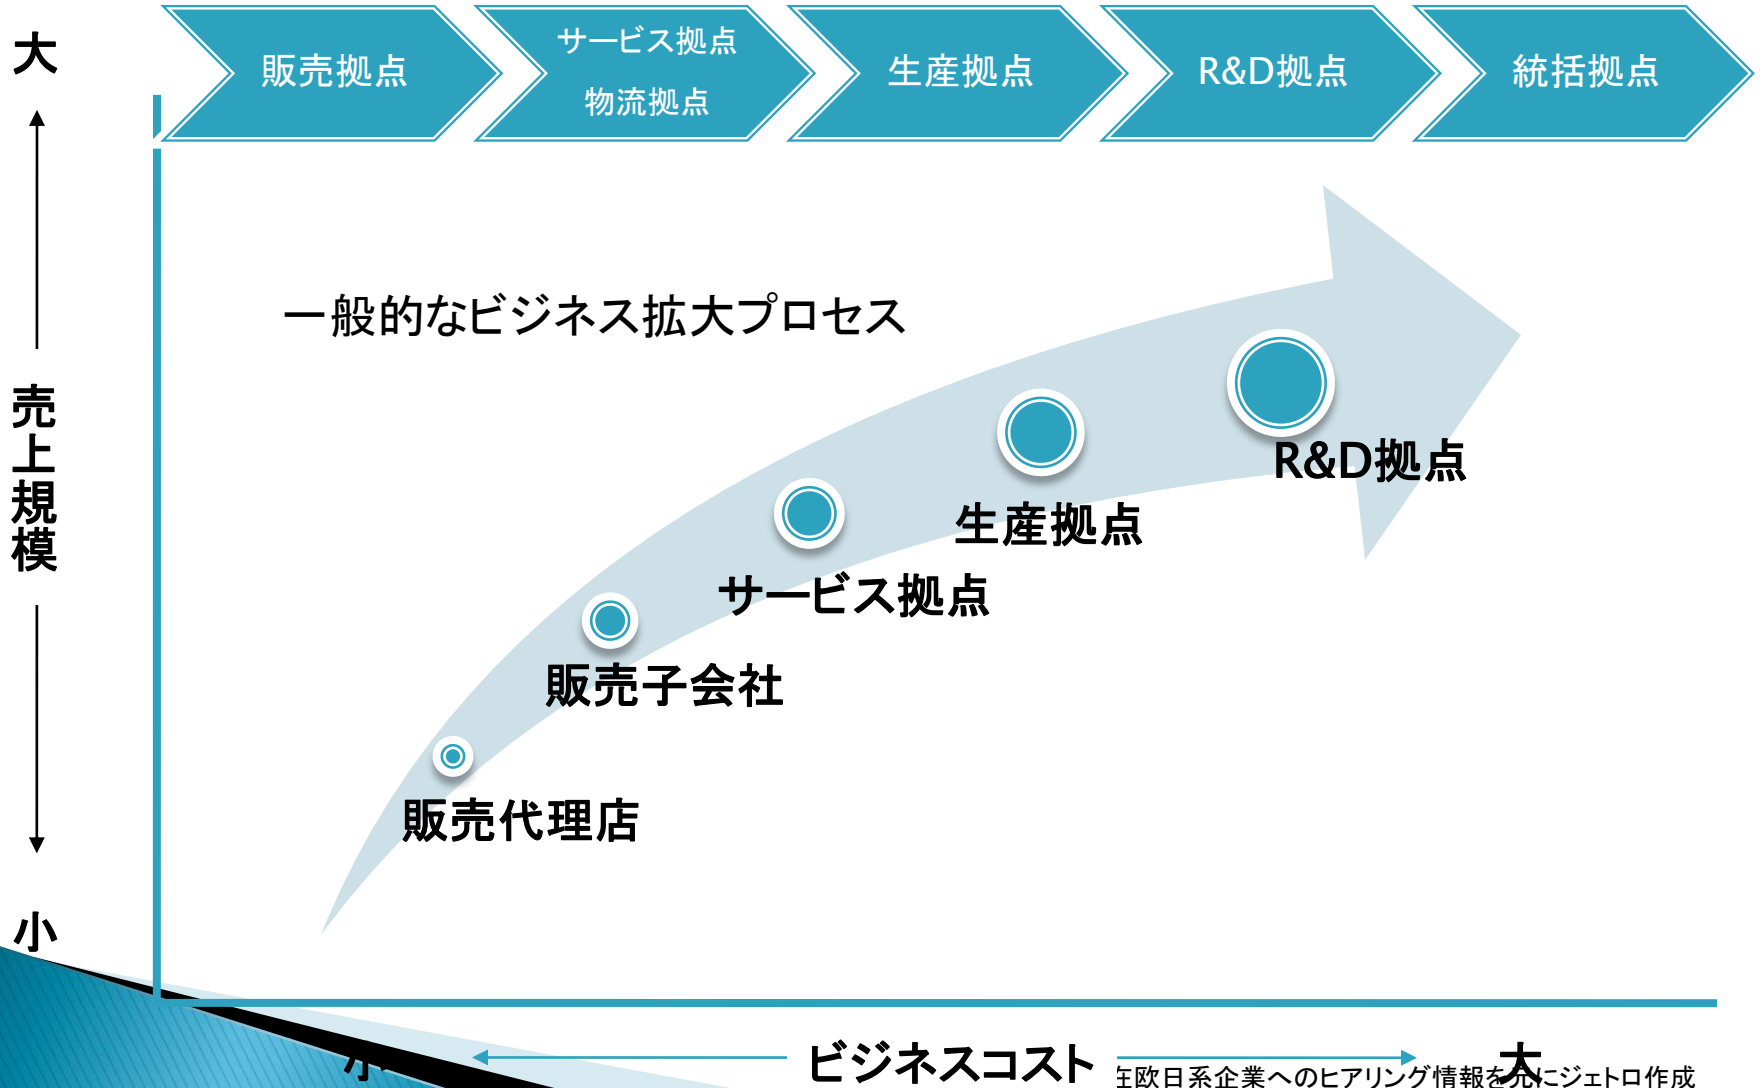 大
販売拠点
サービス拠点
物流拠点
生産拠点
R&D拠点
統括拠点
一般的なビジネス拡大プロセス
売上規模
R&D拠点
生産拠点
サービス拠点
販売子会社
販売代理店
小
小
ビジネスコスト
大
在欧日系企業へのヒアリング情報を元にジェトロ作成